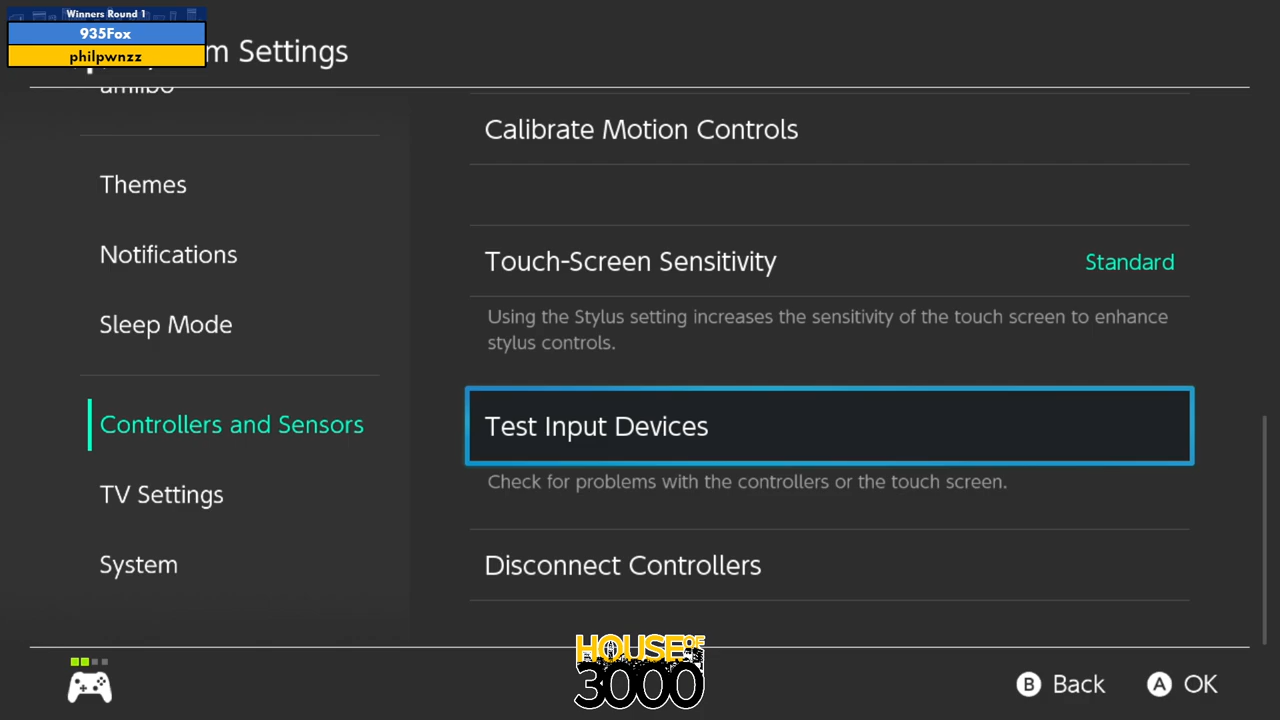 Winners Round 1
935Fox
philpwnzz
m Settings
amiibo
Themes
Notifications
Sleep Mode
Controllers and Sensors
TV Settings
System
Calibrate Motion Controls
Touch-Screen Sensitivity Standard
Using the Stylus setting increases the sensitivity of the touch screen to enhance
stylus controls.
Test Input Devices
Check for problems with the controllers or the touch screen.
Disconnect Controllers
HOUSE OF
3000
B Back A OK